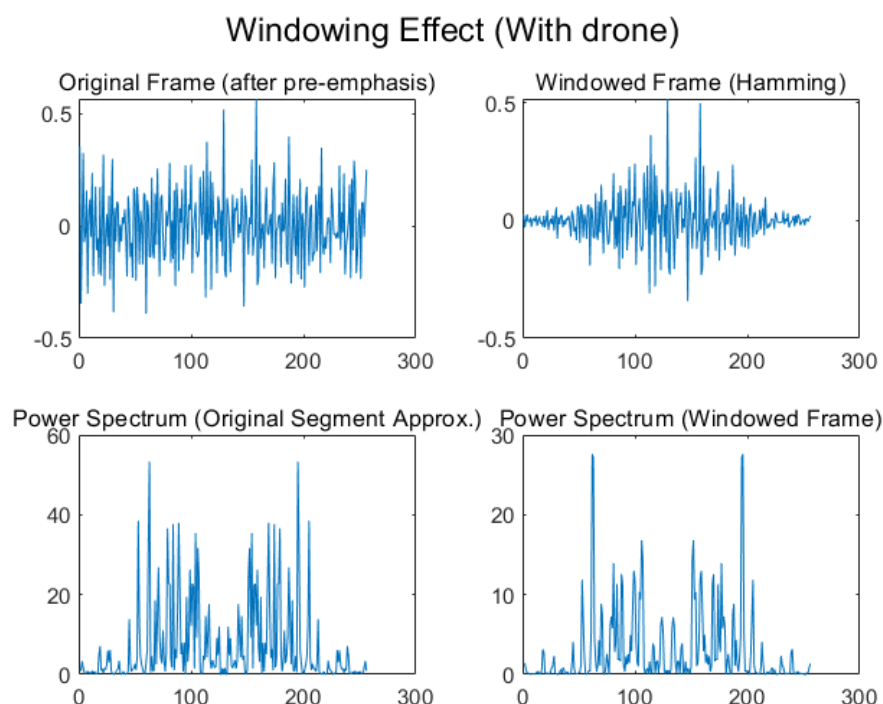 Windowing Effect (With drone)
Original Frame (after pre-emphasis)
0.5
0
-0.5
0 100 200 300
Windowed Frame (Hamming)
0.5
0
-0.5
0 100 200 300
Power Spectrum (Original Segment Approx.)
60
40
20
0
0 100 200 300
Power Spectrum (Windowed Frame)
30
20
10
0
0 100 200 300